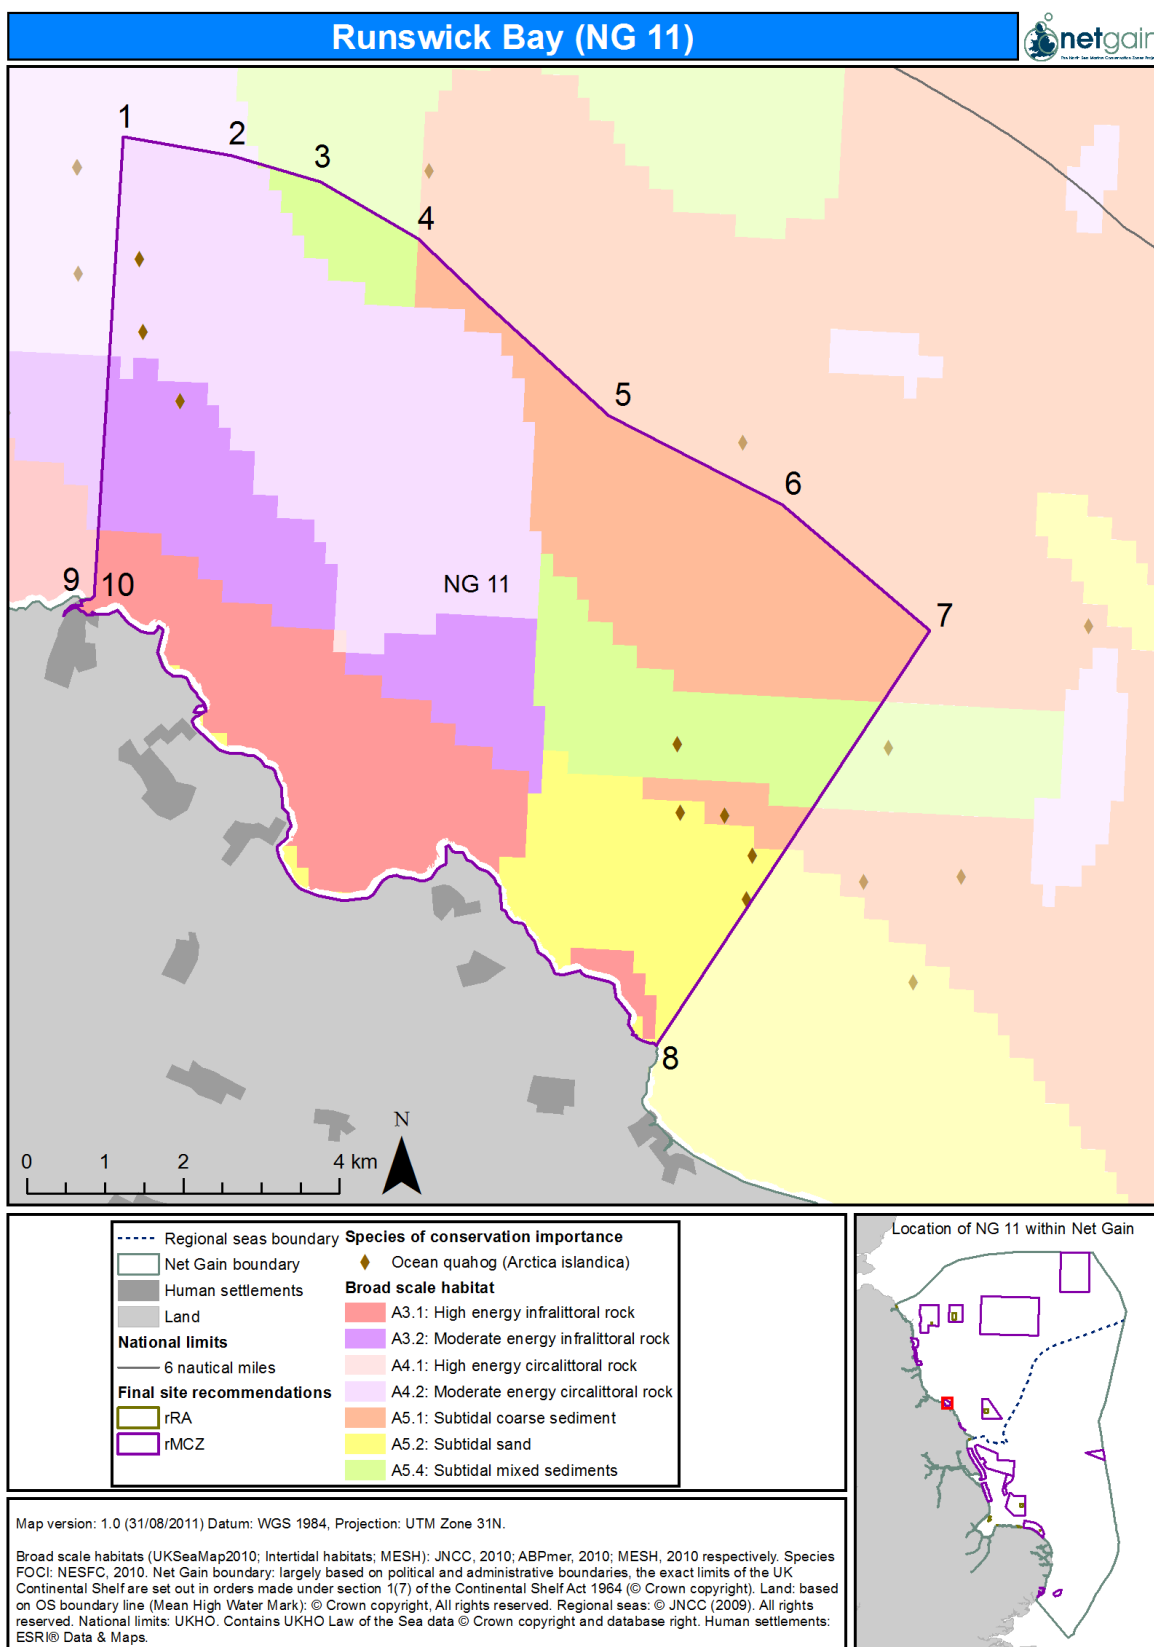 Runswick Bay (NG 11)
netgain
The North Sea Marine Conservation Zones Project
1
2
3
4
5
6
7
NG 11
9
10
8
N
0 1 2 4 km
Regional seas boundary
Net Gain boundary
Human settlements
Land
National limits
6 nautical miles
Final site recommendations
rRA
rMCZ
Species of conservation importance
Ocean quahog (Arctica islandica)
Broad scale habitat
A3.1: High energy infralittoral rock
A3.2: Moderate energy infralittoral rock
A4.1: High energy circalittoral rock
A4.2: Moderate energy circalittoral rock
A5.1: Subtidal coarse sediment
A5.2: Subtidal sand
A5.4: Subtidal mixed sediments
Location of NG 11 within Net Gain
Map version: 1.0 (31/08/2011) Datum: WGS 1984, Projection: UTM Zone 31N.
Broad scale habitats (UKSeaMap2010; Intertidal habitats; MESH): JNCC, 2010; ABPmer, 2010; MESH, 2010 respectively. Species
FOCI: NESFC, 2010. Net Gain boundary: largely based on political and administrative boundaries, the exact limits of the UK
Continental Shelf are set out in orders made under section 1(7) of the Continental Shelf Act 1964 (© Crown copyright). Land: based
on OS boundary line (Mean High Water Mark): © Crown copyright, All rights reserved. Regional seas: © JNCC (2009). All rights
reserved. National limits: UKHO. Contains UKHO Law of the Sea data © Crown copyright and database right. Human settlements:
ESRI® Data & Maps.